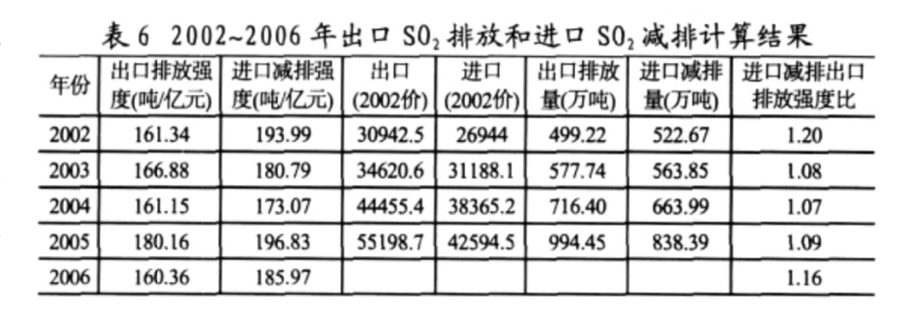 表 6 2002~2006 年出口 SO₂ 排放和进口 SO₂ 减排计算结果
年份 出口排放强度(吨/亿元) 进口减排强度(吨/亿元) 出口(2002价) 进口(2002价) 出口排放量(万吨) 进口减排量(万吨) 进口减排出口排放强度比
2002 161.34 193.99 30942.5 26944 499.22 522.67 1.20
2003 166.88 180.79 34620.6 31188.1 577.74 563.85 1.08
2004 161.15 173.07 44455.4 38365.2 716.40 663.99 1.07
2005 180.16 196.83 55198.7 42594.5 994.45 838.39 1.09
2006 160.36 185.97 1.16